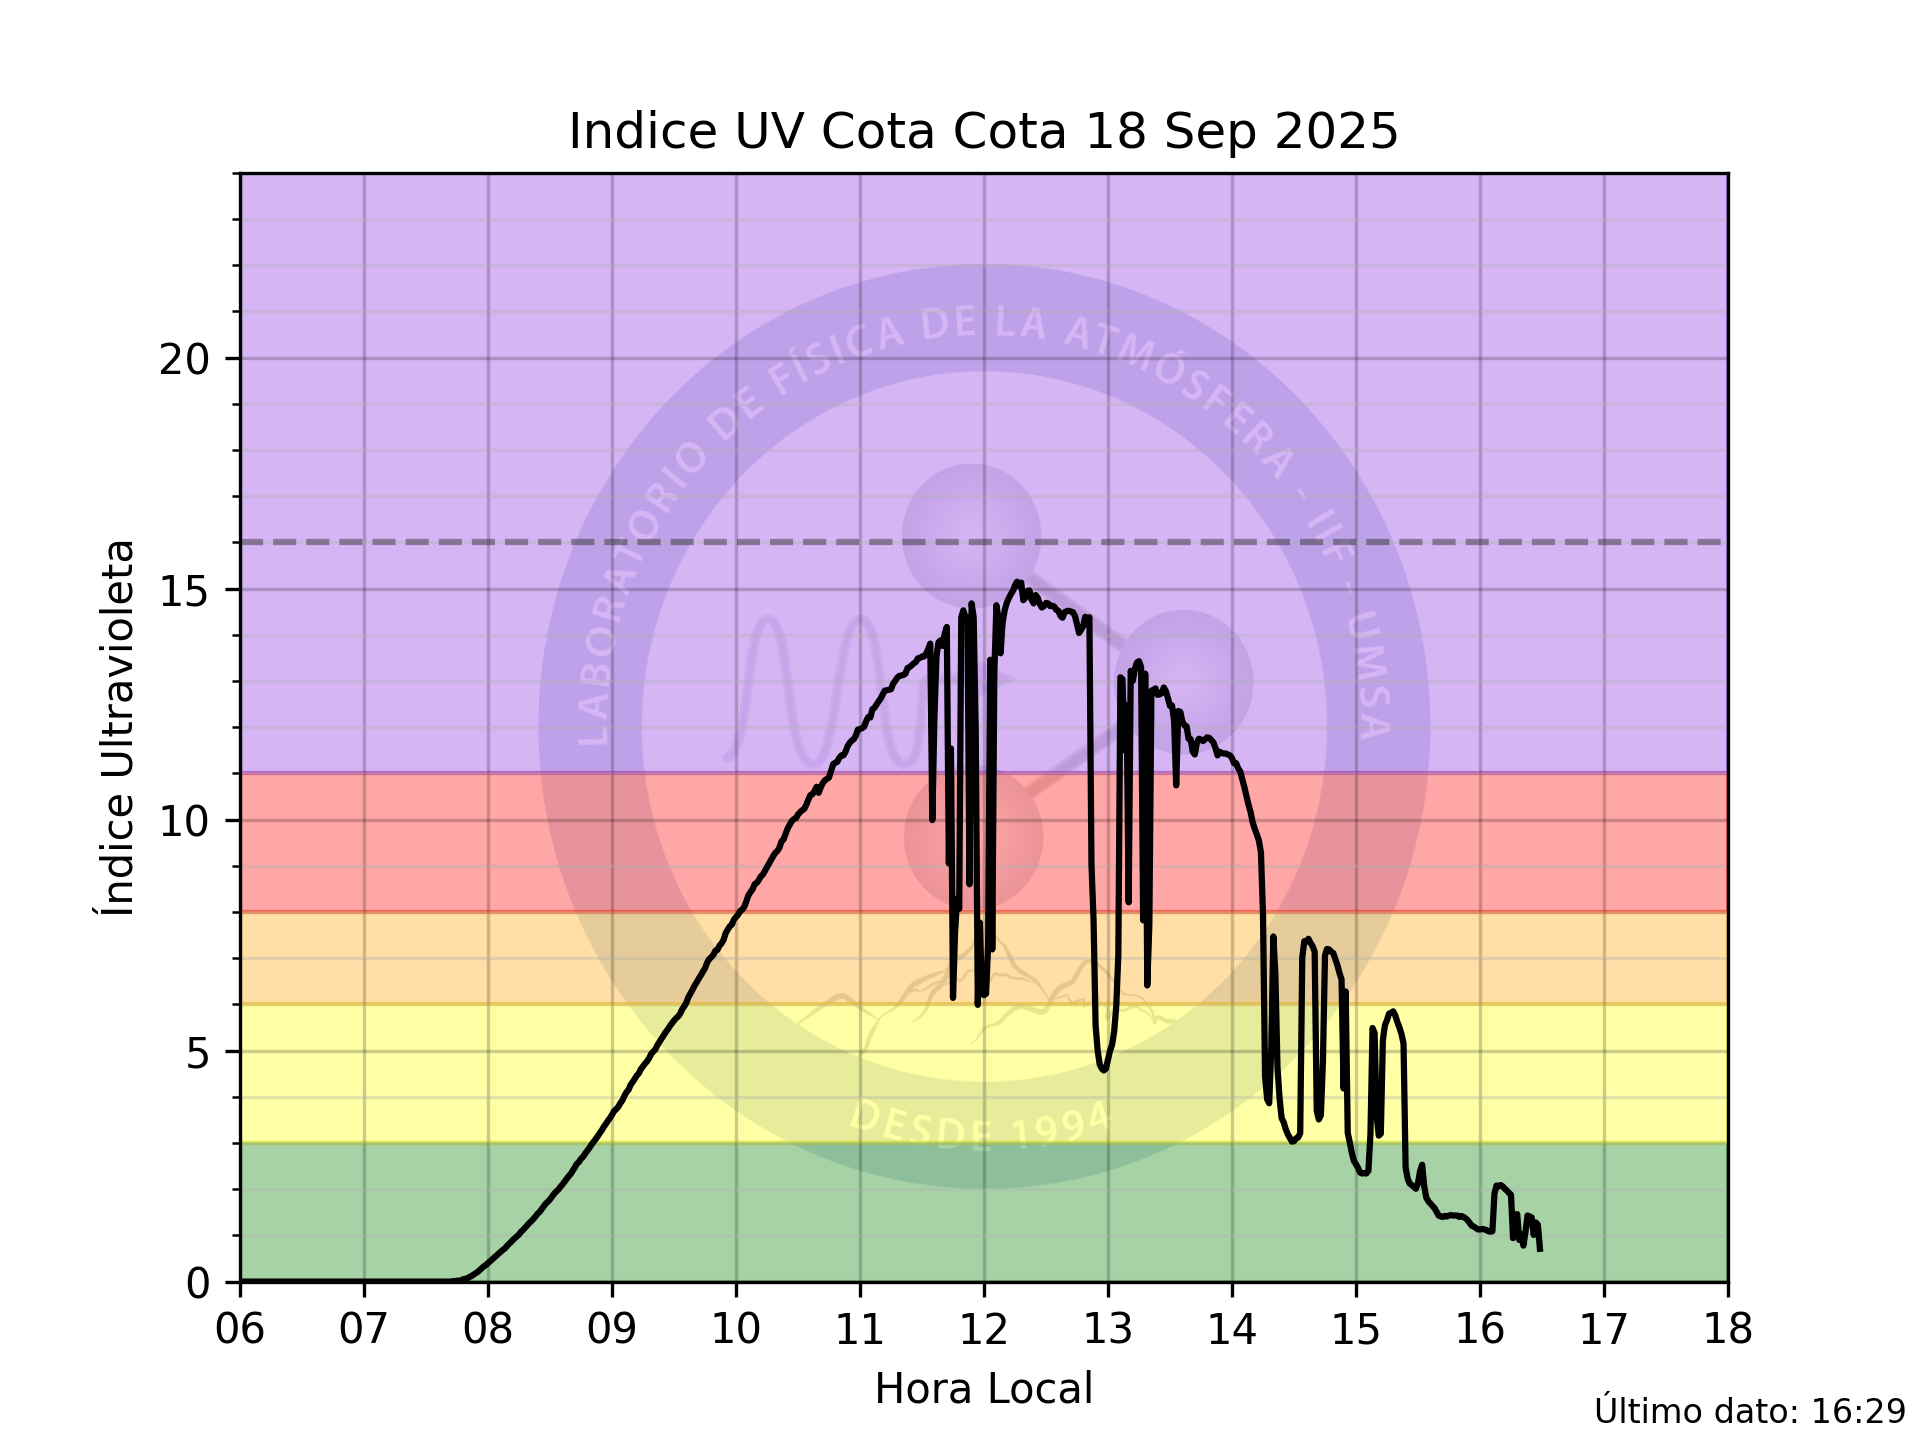 Indice UV Cota Cota 18 Sep 2025
Índice Ultravioleta
20
15
10
5
0
LABORATORIO DE FÍSICA DE LA ATMÓSFERA - IIF - UMSA
DESDE 1994
06 07 08 09 10 11 12 13 14 15 16 17 18
Hora Local
Último dato: 16:29